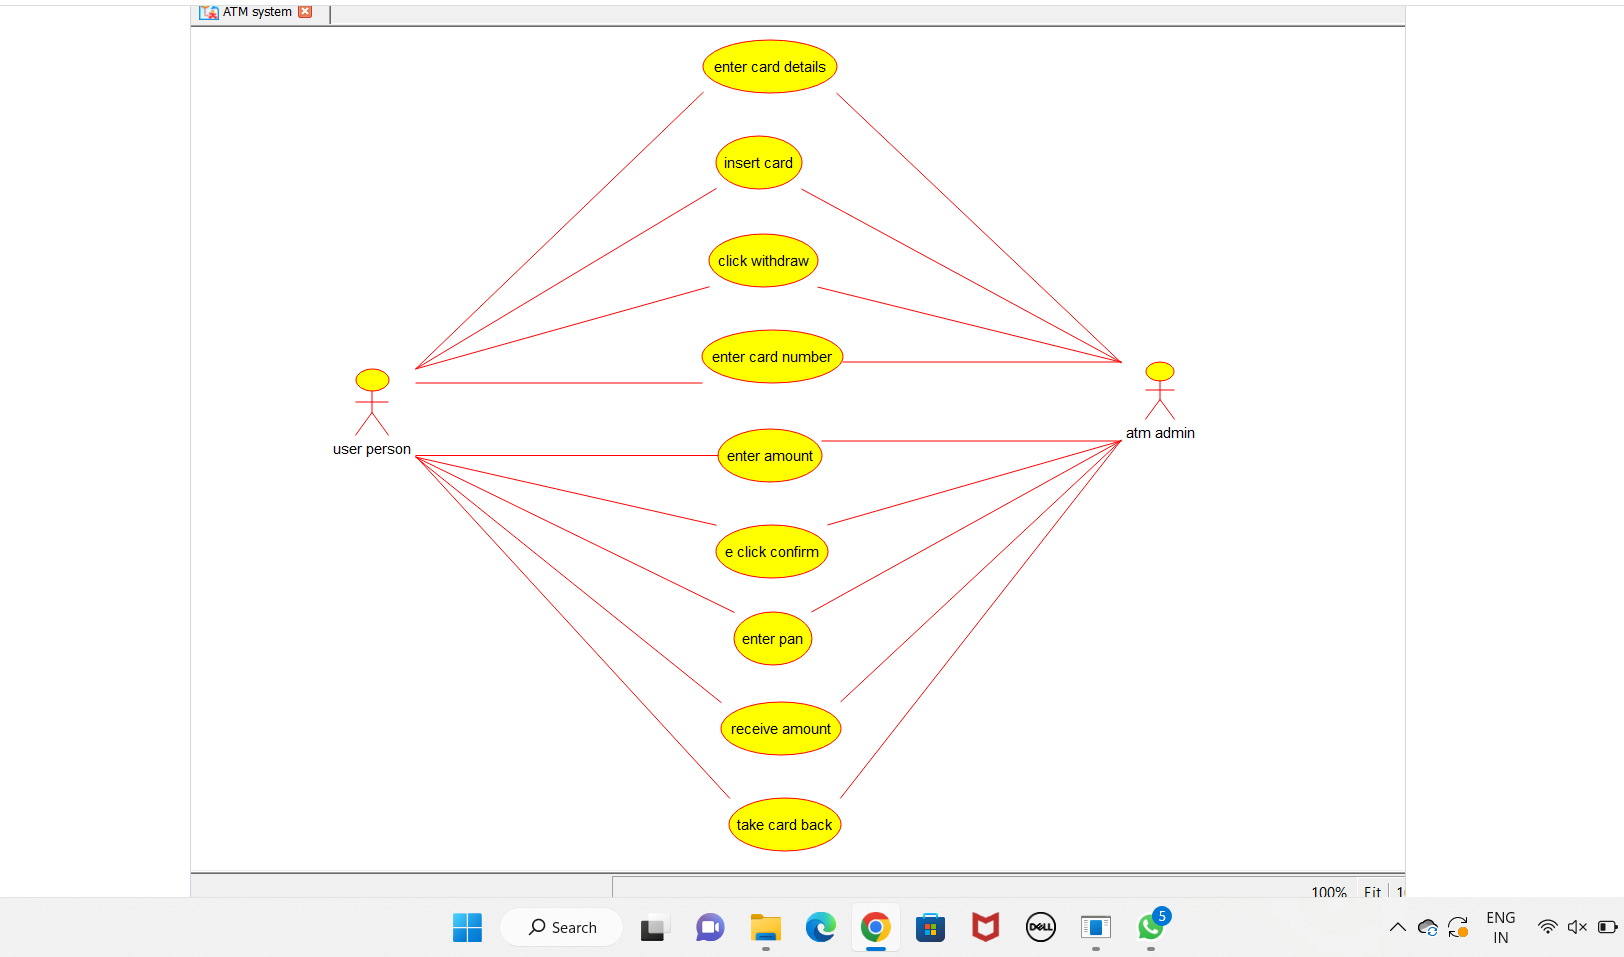 ATM system
enter card details
insert card
click withdraw
enter card number
user person
atm admin
enter amount
e click confirm
enter pan
receive amount
take card back
100%
Fit
Search
DELL
5
ENG
IN